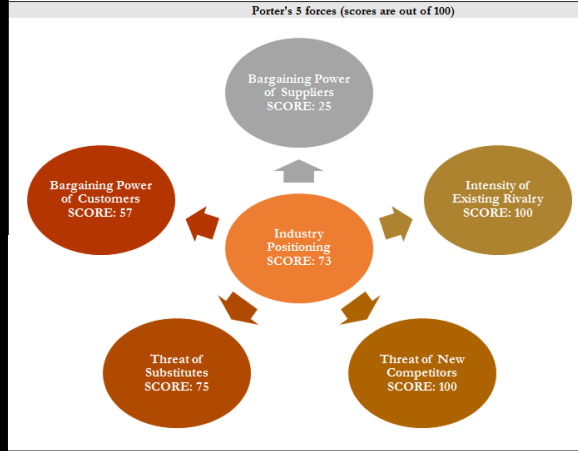 Porter's 5 forces (scores are out of 100)
Bargaining Power
of Suppliers
SCORE: 25
Bargaining Power
of Customers
SCORE: 57
Intensity of
Existing Rivalry
SCORE: 100
Industry
Positioning
SCORE: 73
Threat of
Substitutes
SCORE: 75
Threat of New
Competitors
SCORE: 100